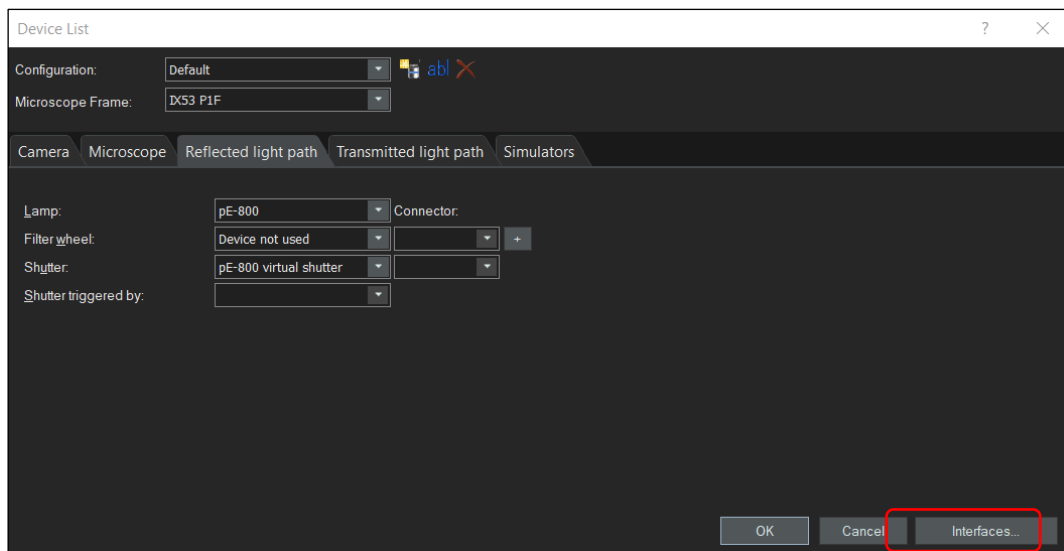 Device List ?
Configuration: Default abl
Microscope Frame: IX53 P1F
Camera Microscope Reflected light path Transmitted light path Simulators
Lamp: pE-800 Connector:
Filter wheel: Device not used +
Shutter: pE-800 virtual shutter
Shutter triggered by:
OK Cancel Interfaces...